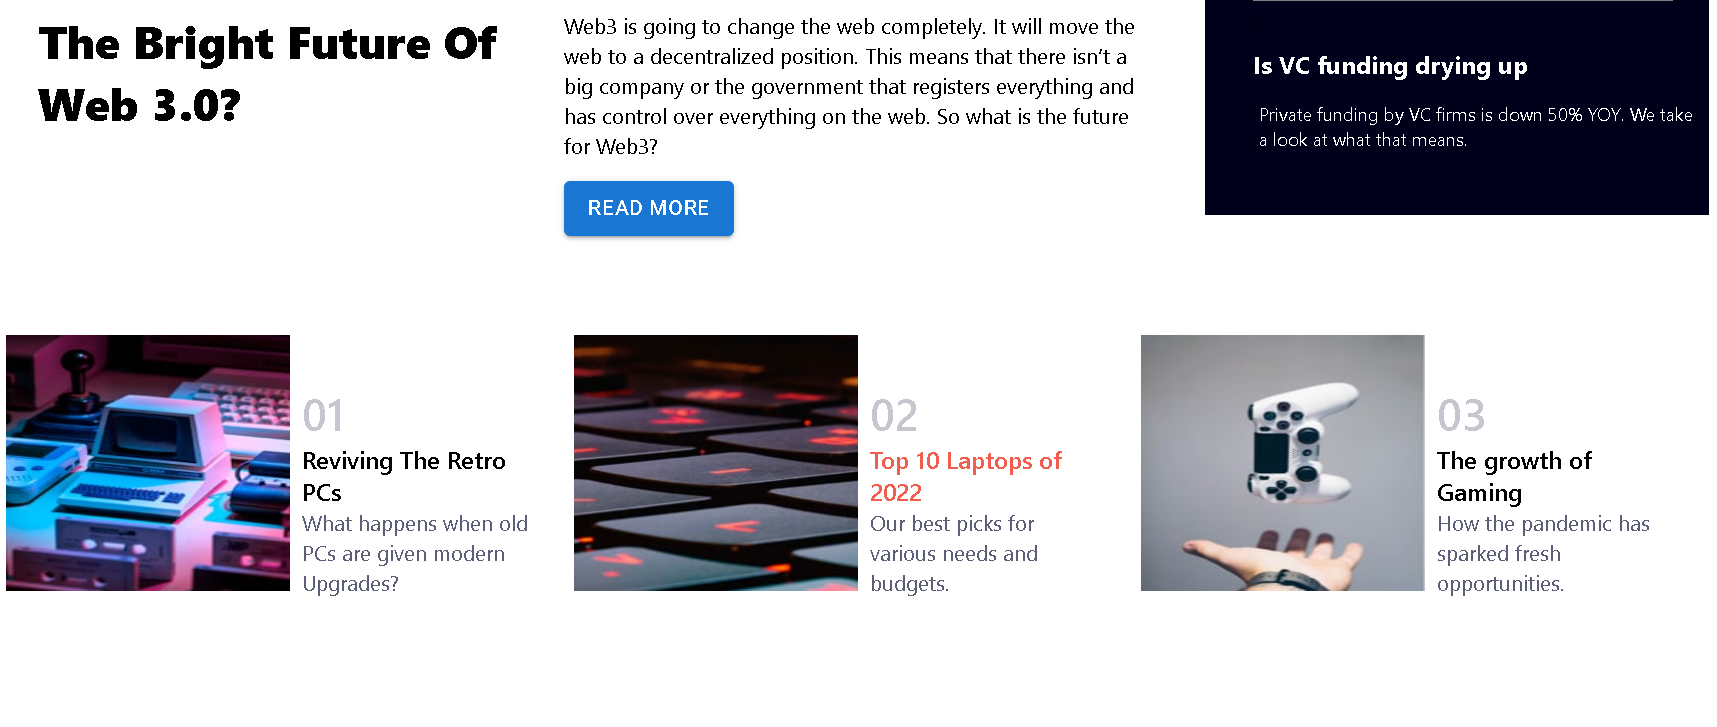 The Bright Future Of
Web 3.0?
Web3 is going to change the web completely. It will move the
web to a decentralized position. This means that there isn’t a
big company or the government that registers everything and
has control over everything on the web. So what is the future
for Web3?
READ MORE
Is VC funding drying up
Private funding by VC firms is down 50% YOY. We take
a look at what that means.
01
Reviving The Retro
PCs
What happens when old
PCs are given modern
Upgrades?
02
Top 10 Laptops of
2022
Our best picks for
various needs and
budgets.
03
The growth of
Gaming
How the pandemic has
sparked fresh
opportunities.